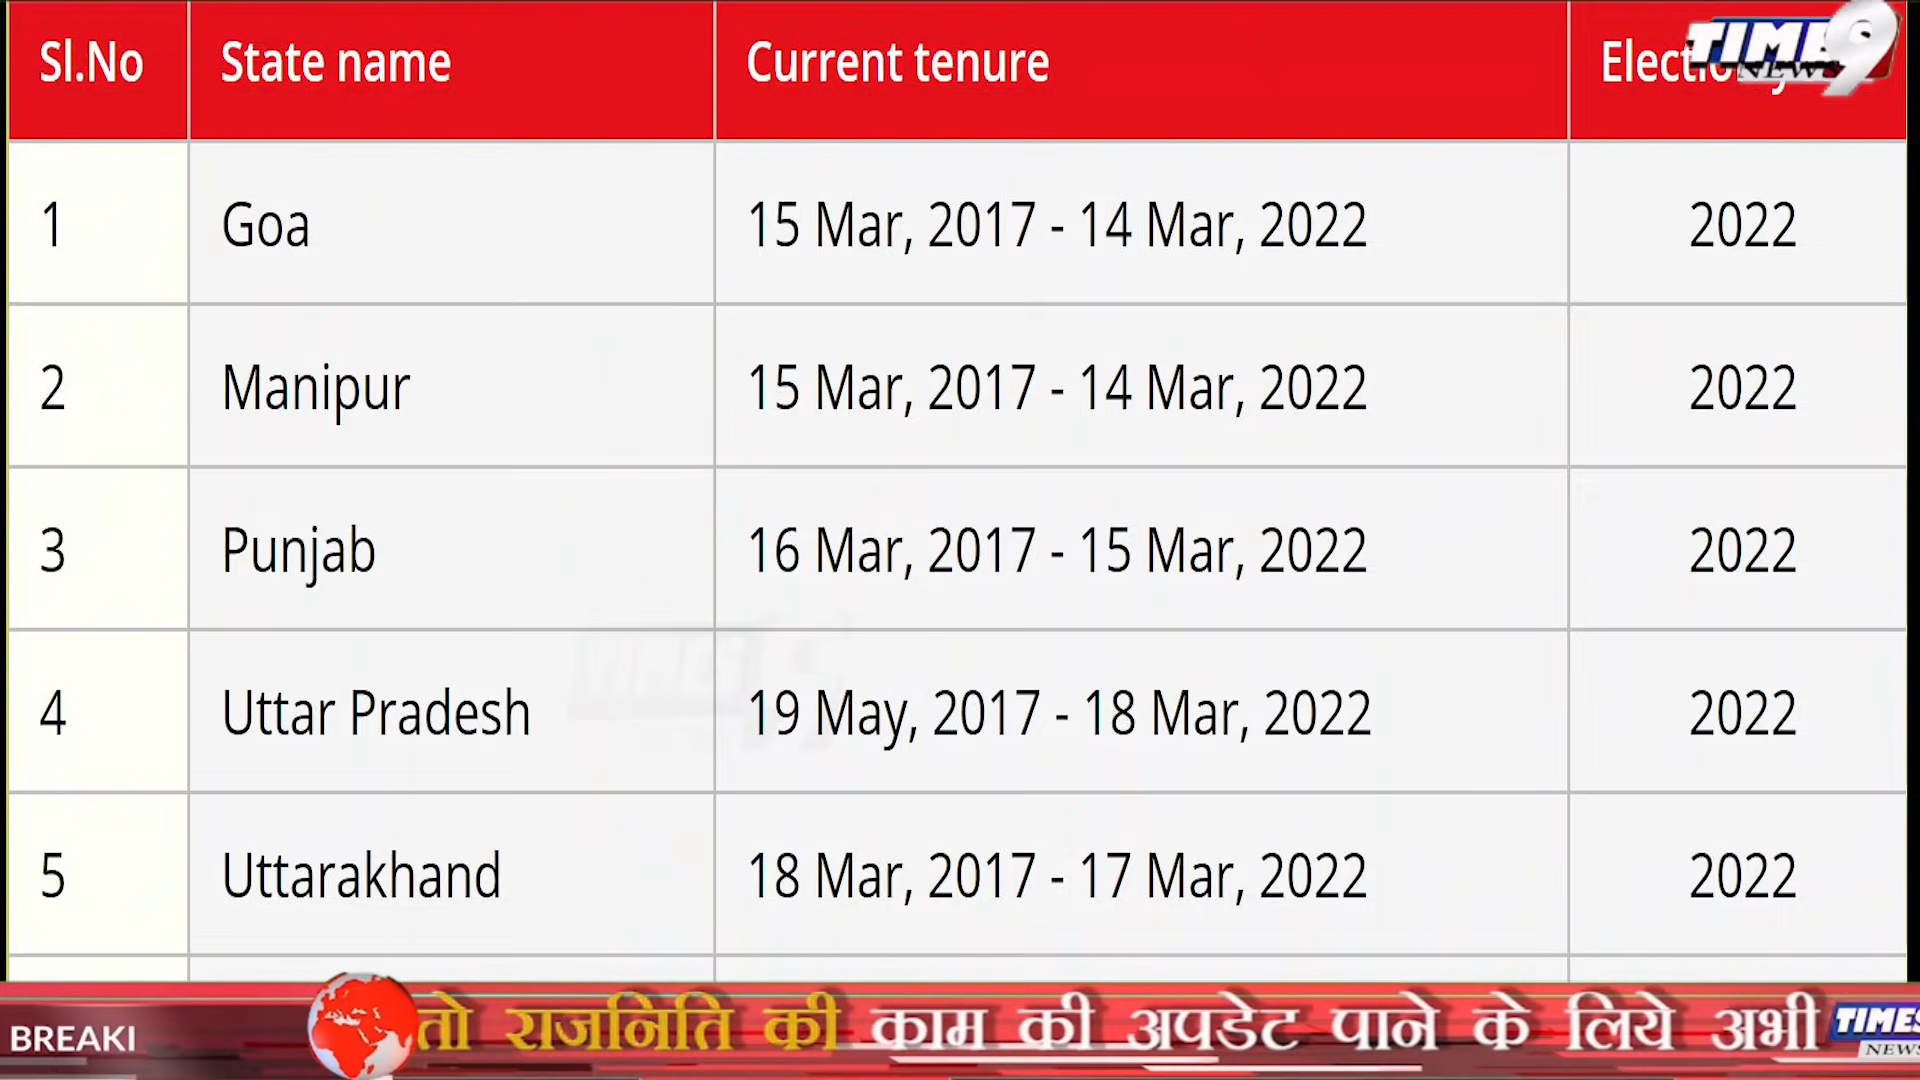 Sl.No State name Current tenure
TIMES 9
NEWS
1 Goa 15 Mar, 2017 - 14 Mar, 2022 2022
2 Manipur 15 Mar, 2017 - 14 Mar, 2022 2022
3 Punjab 16 Mar, 2017 - 15 Mar, 2022 2022
4 Uttar Pradesh 19 May, 2017 - 18 Mar, 2022 2022
5 Uttarakhand 18 Mar, 2017 - 17 Mar, 2022 2022
BREAKI तो राजनिति की काम की अपडेट पाने के लिये अभी TIMES
NEWS